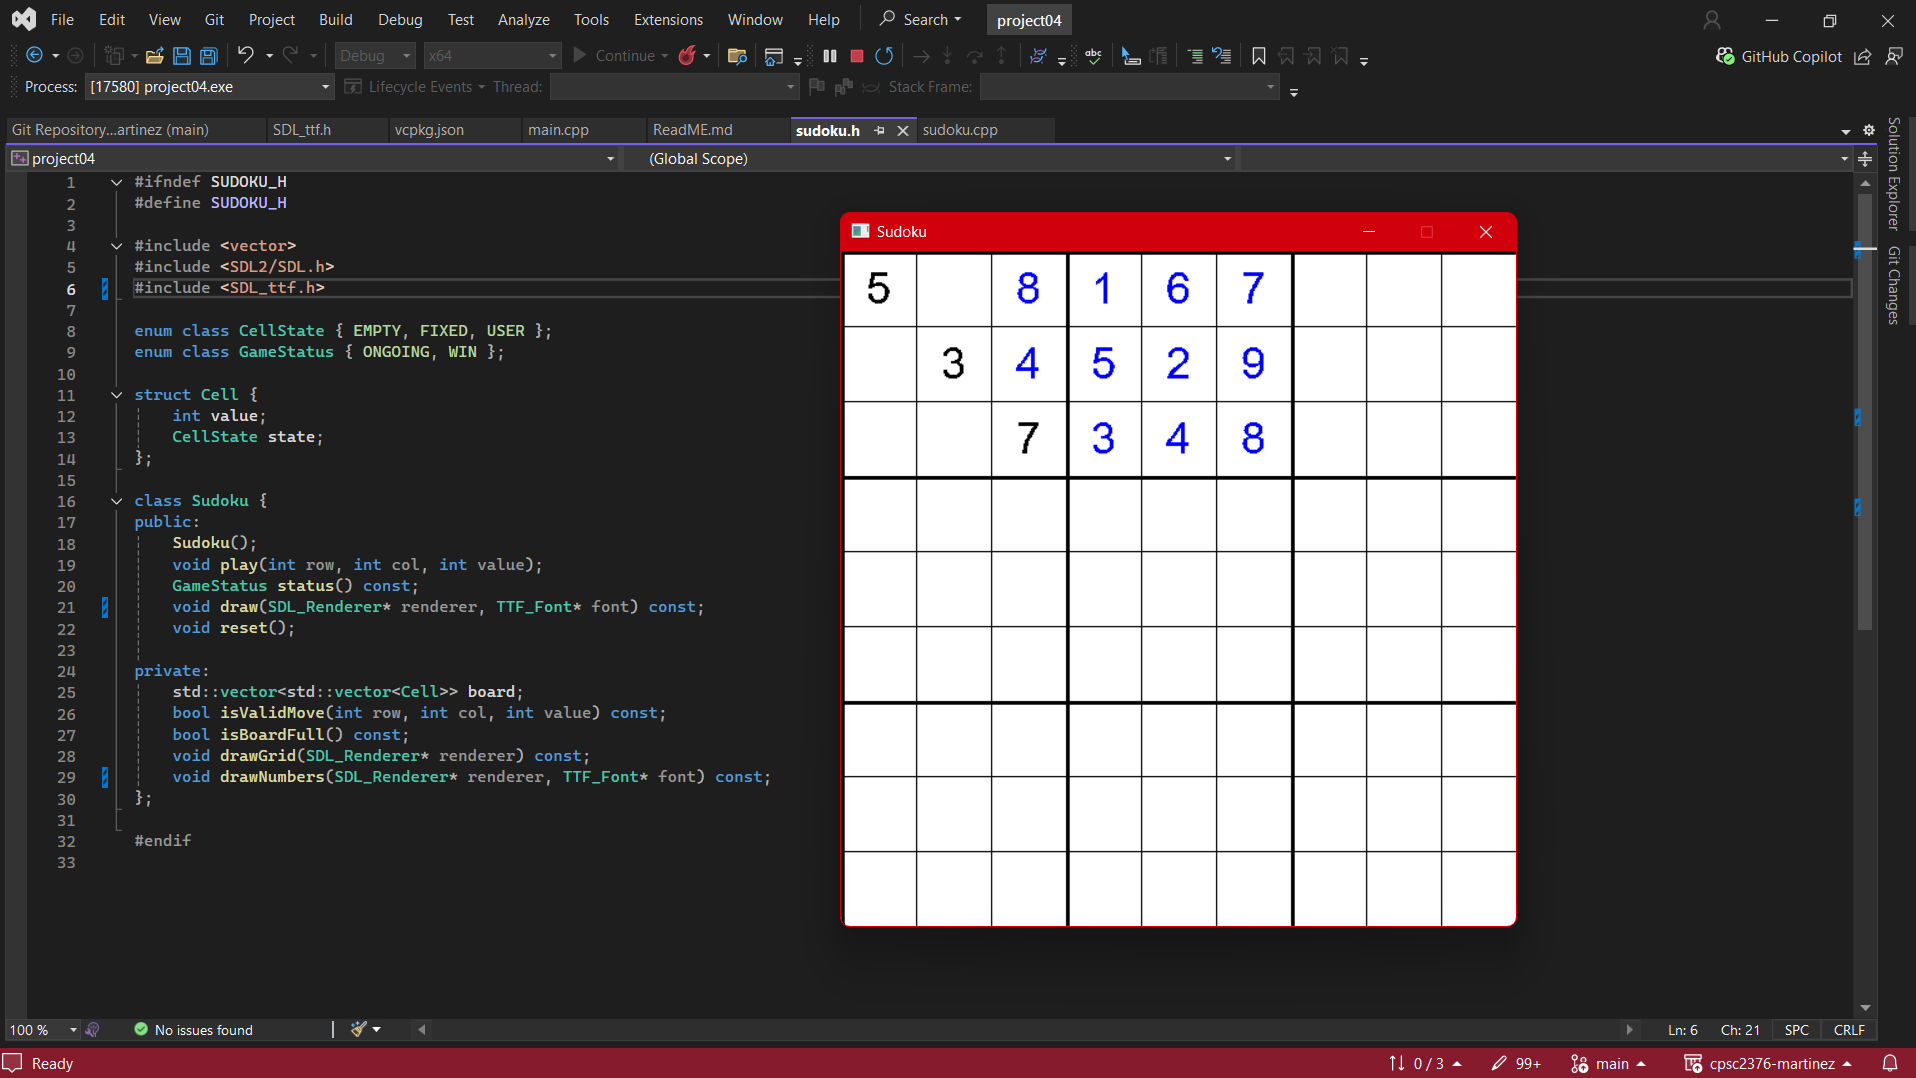 File Edit View Git Project Build Debug Test Analyze Tools Extensions Window Help Search project04
Debug x64 Continue abc GitHub Copilot
Process: [17580] project04.exe Lifecycle Events Thread: Stack Frame:
Git Repository...artinez (main) SDL_ttf.h vcpkg.json main.cpp ReadME.md sudoku.h sudoku.cpp
project04 (Global Scope)
1 #ifndef SUDOKU_H
2 #define SUDOKU_H
3
4 #include <vector>
5 #include <SDL2/SDL.h>
6 #include <SDL_ttf.h>
7
8 enum class CellState { EMPTY, FIXED, USER };
9 enum class GameStatus { ONGOING, WIN };
10
11 struct Cell {
12 int value;
13 CellState state;
14 };
15
16 class Sudoku {
17 public:
18 Sudoku();
19 void play(int row, int col, int value);
20 GameStatus status() const;
21 void draw(SDL_Renderer* renderer, TTF_Font* font) const;
22 void reset();
23
24 private:
25 std::vector<std::vector<Cell>> board;
26 bool isValidMove(int row, int col, int value) const;
27 bool isBoardFull() const;
28 void drawGrid(SDL_Renderer* renderer) const;
29 void drawNumbers(SDL_Renderer* renderer, TTF_Font* font) const;
30 };
31
32 #endif
33
Sudoku
5 8 1 6 7
3 4 5 2 9
7 3 4 8
Solution Explorer
Git Changes
100 % No issues found Ln: 6 Ch: 21 SPC CRLF
Ready 0 / 3 99+ main cpsc2376-martinez